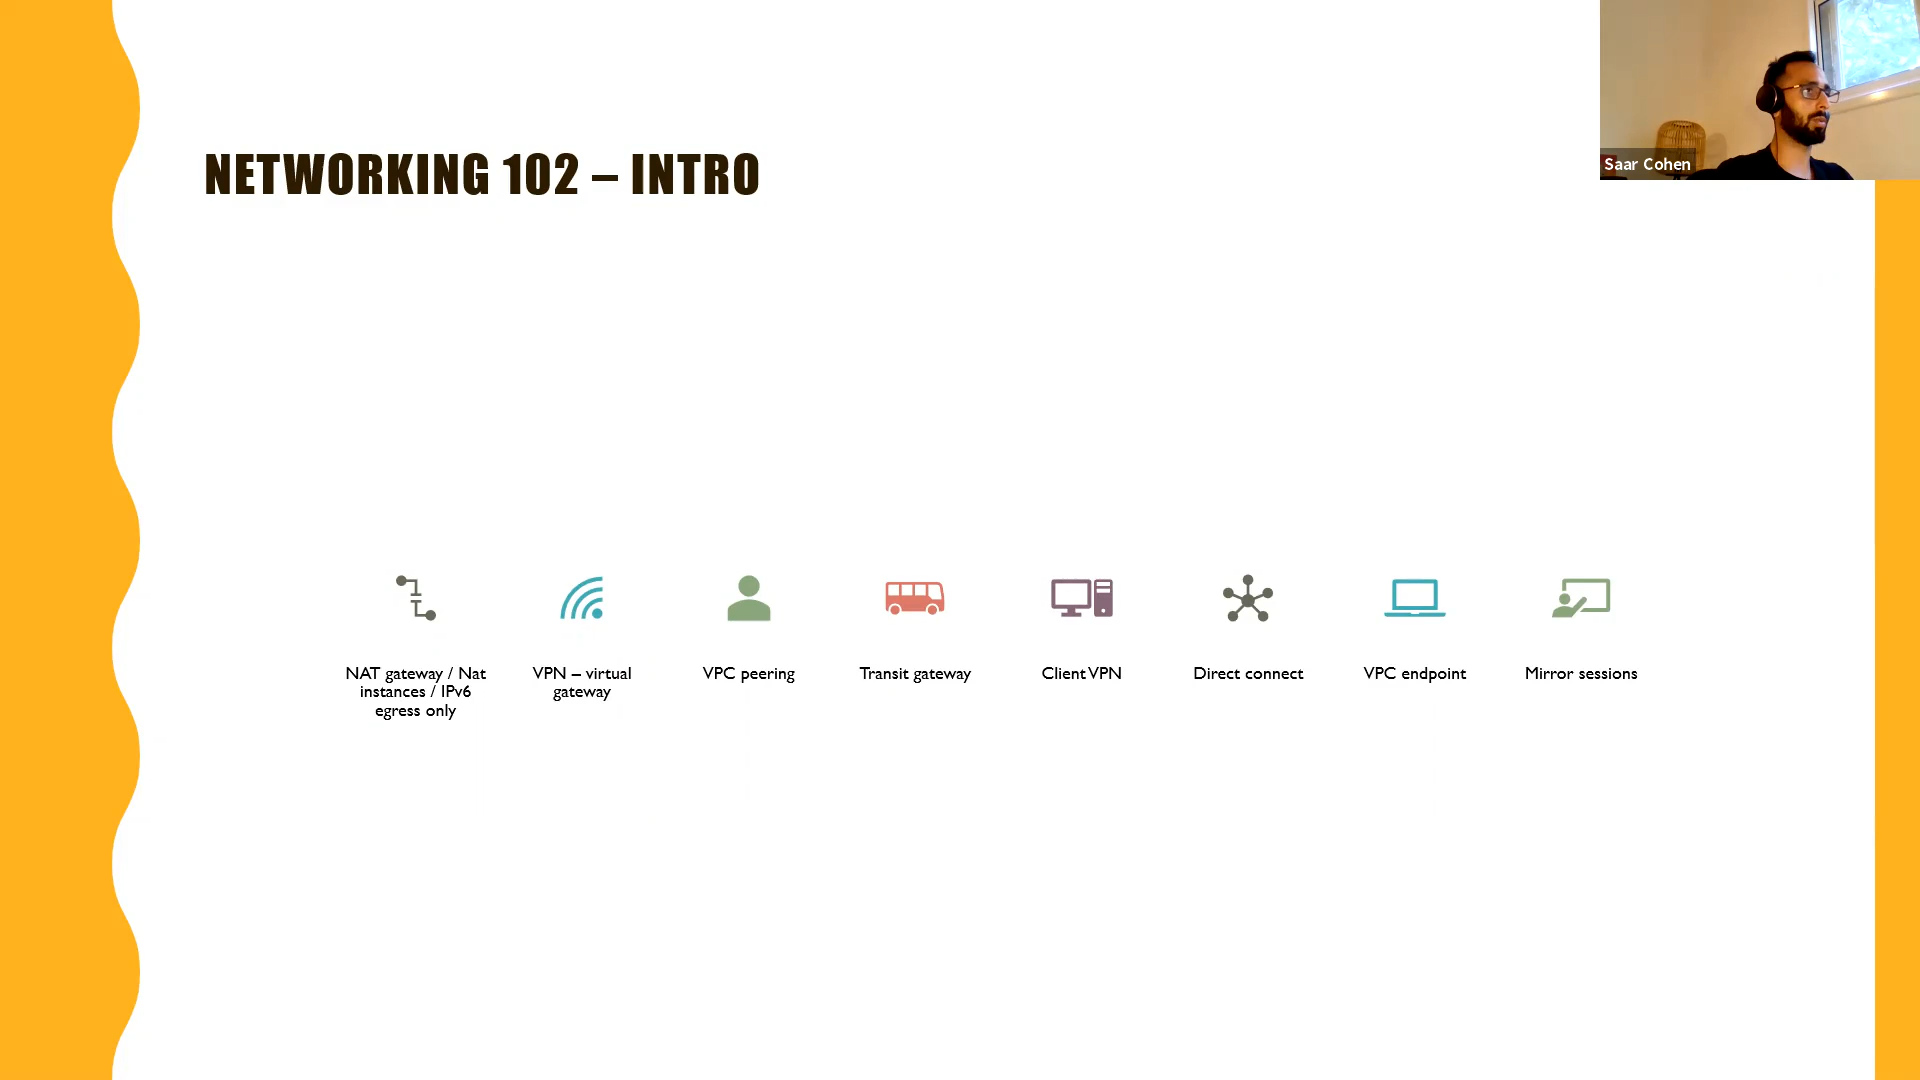 NETWORKING 102 – INTRO
Saar Cohen
NAT gateway / Nat
instances / IPv6
egress only
VPN – virtual
gateway
VPC peering
Transit gateway
Client VPN
Direct connect
VPC endpoint
Mirror sessions